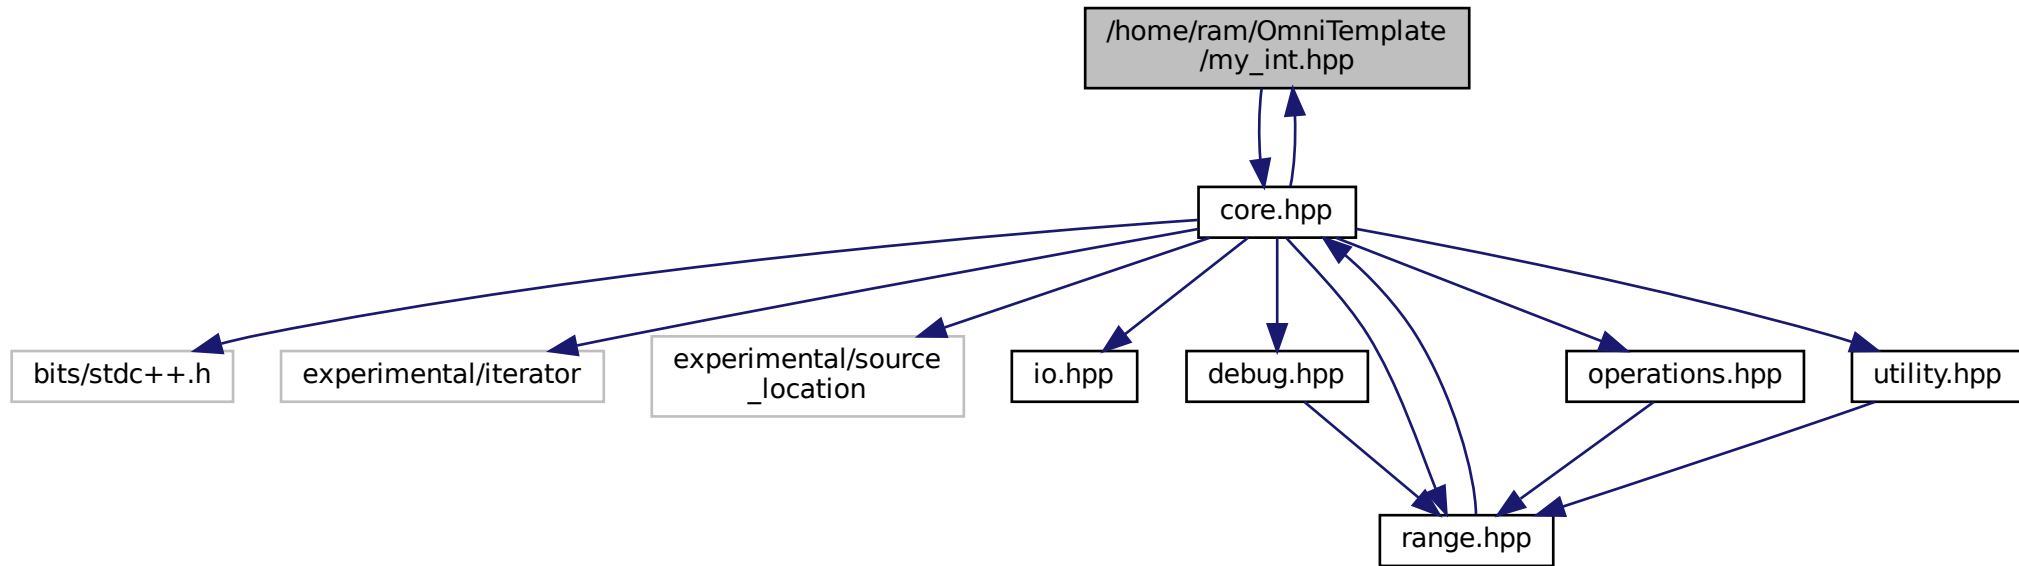 /home/ram/OmniTemplate
/my_int.hpp
core.hpp
bits/stdc++.h
experimental/iterator
experimental/source
_location
io.hpp
debug.hpp
operations.hpp
utility.hpp
range.hpp